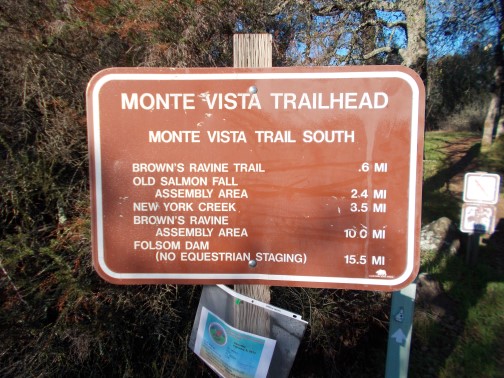 MONTE VISTA TRAILHEAD
MONTE VISTA TRAIL SOUTH
BROWN'S RAVINE TRAIL .6 MI
OLD SALMON FALL
ASSEMBLY AREA 2.4 MI
NEW YORK CREEK 3.5 MI
BROWN'S RAVINE
ASSEMBLY AREA 10.0 MI
FOLSOM DAM
(NO EQUESTRIAN STAGING) 15.5 MI